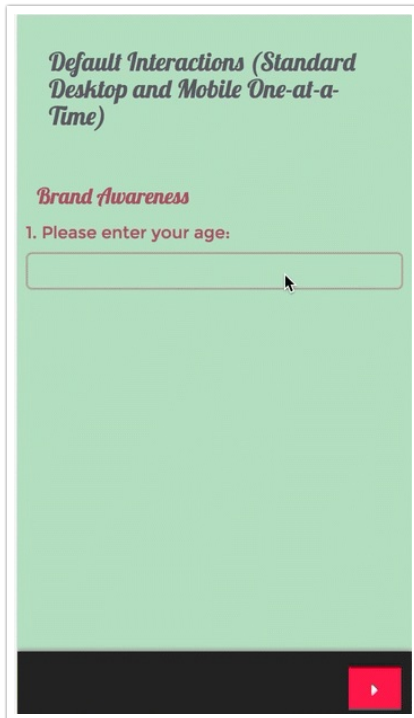 Default Interactions (Standard
Desktop and Mobile One-at-a-
Time)
Brand Awareness
1. Please enter your age: